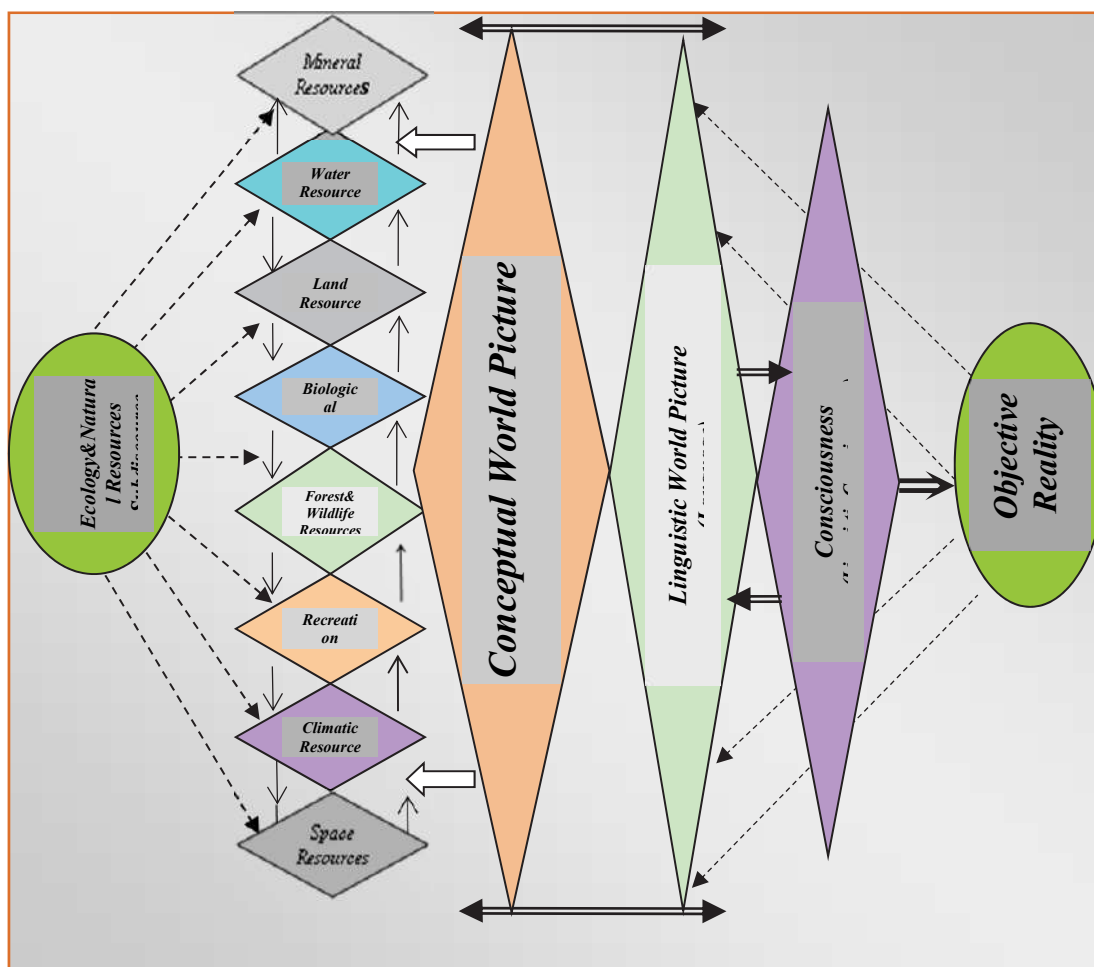 Mineral
Resources
Water
Resource
Land
Resource
Biologic
al
Forest&
Wildlife
Resources
Recreati
on
Climatic
Resource
Space
Resources
Ecology&Natura
l Resources
Conceptual World Picture
Linguistic World Picture
Consciousness
Objective
Reality